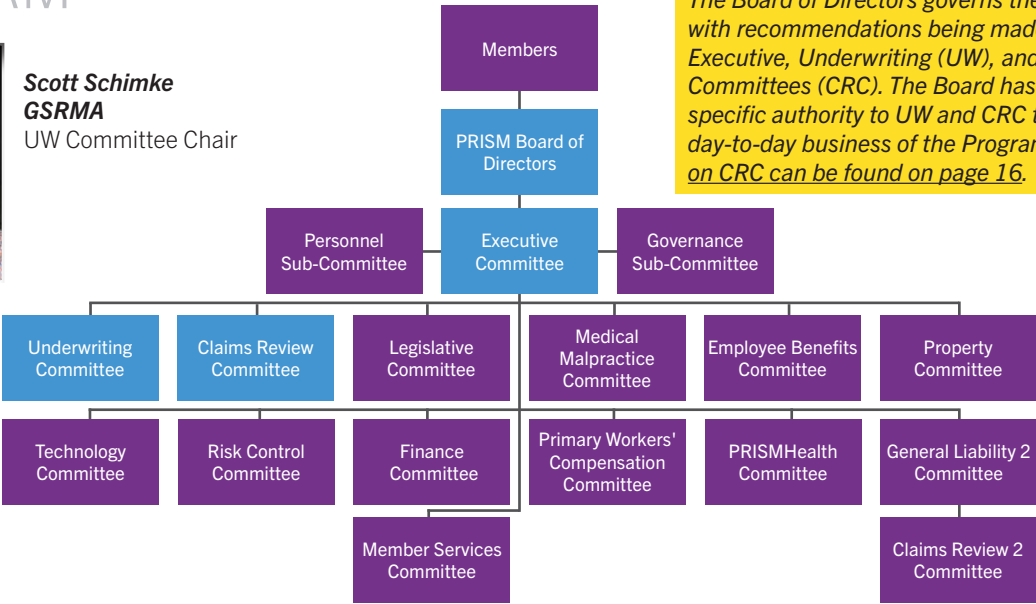 Scott Schimke
GSRMA
UW Committee Chair
The Board of Directors governs the
with recommendations being mad
Executive, Underwriting (UW), and
Committees (CRC). The Board has
specific authority to UW and CRC t
day-to-day business of the Progra
on CRC can be found on page 16.
Members
PRISM Board of
Directors
Personnel
Sub-Committee
Executive
Committee
Governance
Sub-Committee
Underwriting
Committee
Claims Review
Committee
Legislative
Committee
Medical
Malpractice
Committee
Employee Benefits
Committee
Property
Committee
Technology
Committee
Risk Control
Committee
Finance
Committee
Primary Workers'
Compensation
Committee
PRISMHealth
Committee
General Liability 2
Committee
Member Services
Committee
Claims Review 2
Committee